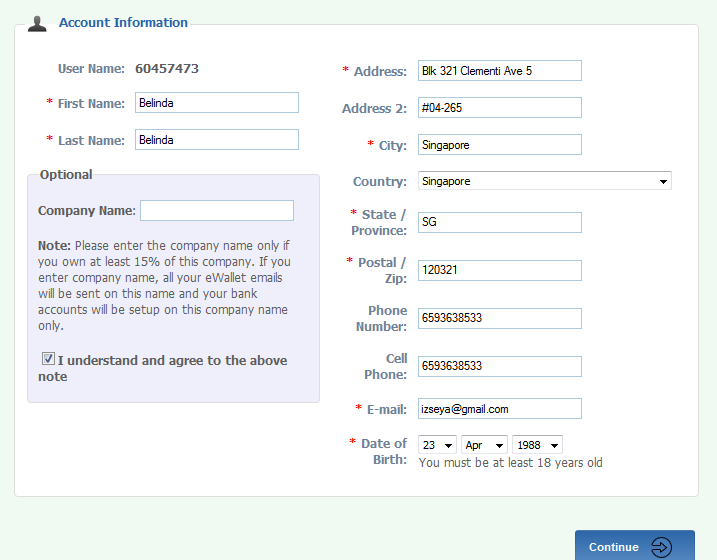 Account Information
User Name: 60457473
* First Name: Belinda
* Last Name: Belinda
Optional
Company Name:
Note: Please enter the company name only if
you own at least 15% of this company. If you
enter company name, all your eWallet emails
will be sent on this name and your bank
accounts will be setup on this company name
only.
I understand and agree to the above
note
* Address: Blk 321 Clementi Ave 5
Address 2: #04-265
* City: Singapore
Country: Singapore
* State /
Province: SG
* Postal /
Zip: 120321
Phone
Number: 6593638533
Cell
Phone: 6593638533
* E-mail: izseya@gmail.com
* Date of
Birth: 23 Apr 1988
You must be at least 18 years old
Continue